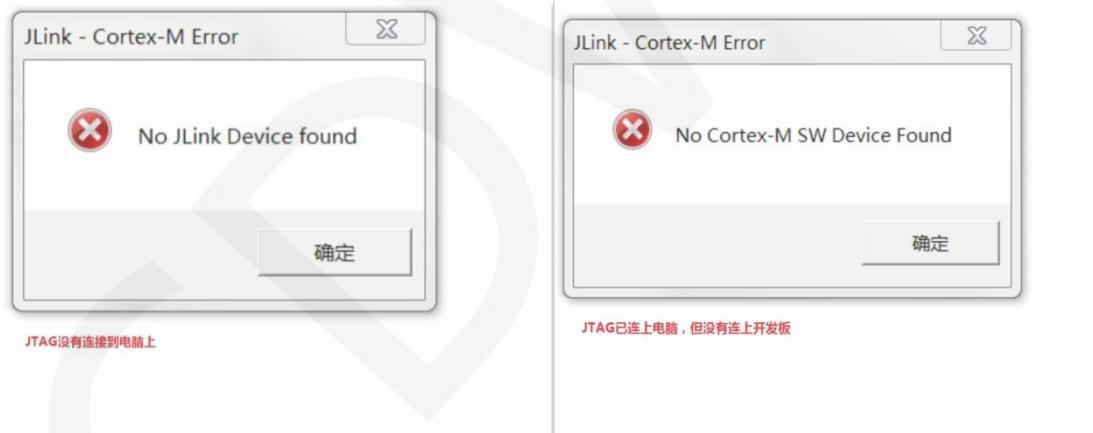 JLink - Cortex-M Error
No JLink Device found
确定
JTAG没有连接到电脑上
JLink - Cortex-M Error
No Cortex-M SW Device Found
确定
JTAG已连上电脑，但没有连上开发板